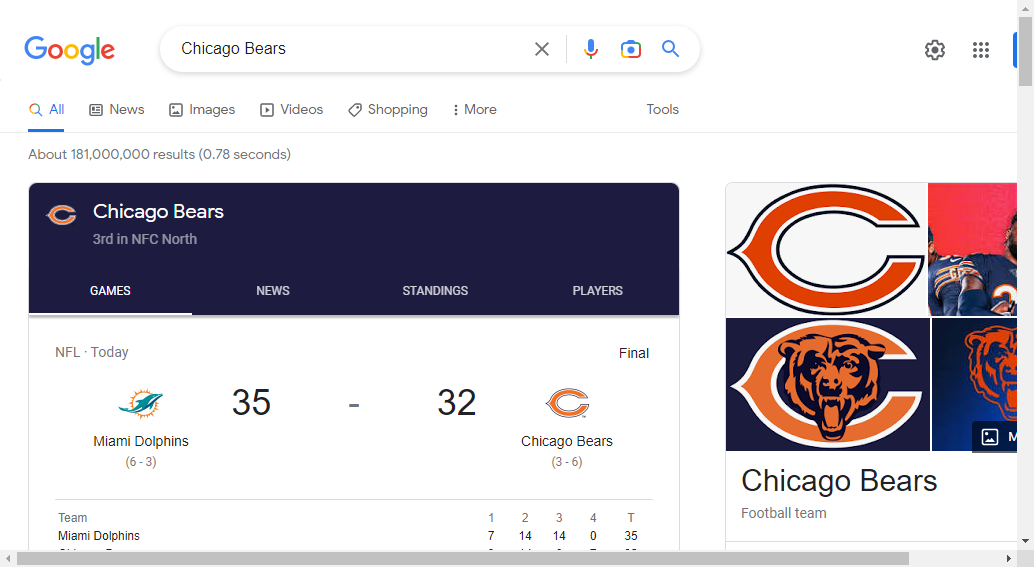 Google
Chicago Bears
All News Images Videos Shopping More Tools
About 181,000,000 results (0.78 seconds)
Chicago Bears
3rd in NFC North
GAMES NEWS STANDINGS PLAYERS
NFL · Today
Final
35 - 32
Miami Dolphins
(6 - 3)
Chicago Bears
(3 - 6)
Team 1 2 3 4 T
Miami Dolphins 7 14 14 0 35
M
Chicago Bears
Football team